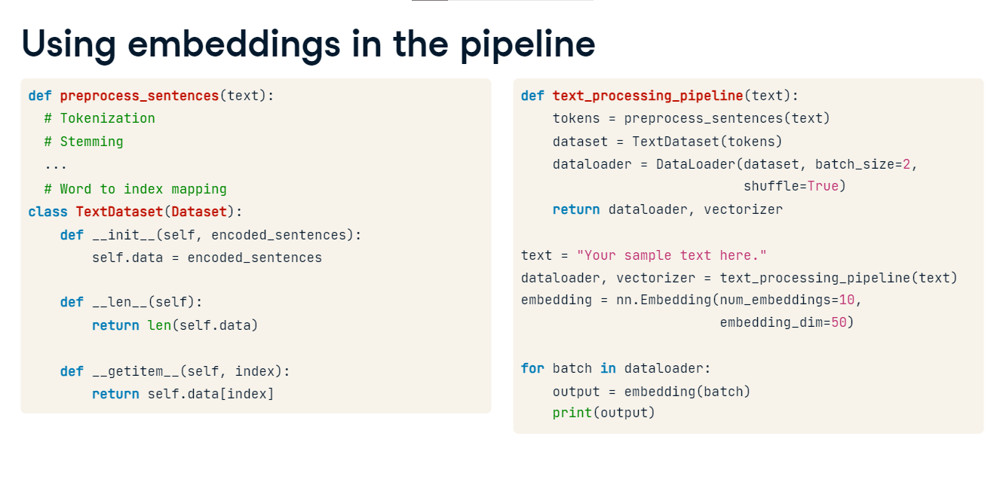 Using embeddings in the pipeline
def preprocess_sentences(text):
  # Tokenization
  # Stemming
  ...
  # Word to index mapping
class TextDataset(Dataset):
    def __init__(self, encoded_sentences):
        self.data = encoded_sentences

    def __len__(self):
        return len(self.data)

    def __getitem__(self, index):
        return self.data[index]
def text_processing_pipeline(text):
    tokens = preprocess_sentences(text)
    dataset = TextDataset(tokens)
    dataloader = DataLoader(dataset, batch_size=2,
                            shuffle=True)
    return dataloader, vectorizer

text = "Your sample text here."
dataloader, vectorizer = text_processing_pipeline(text)
embedding = nn.Embedding(num_embeddings=10,
                         embedding_dim=50)

for batch in dataloader:
    output = embedding(batch)
    print(output)